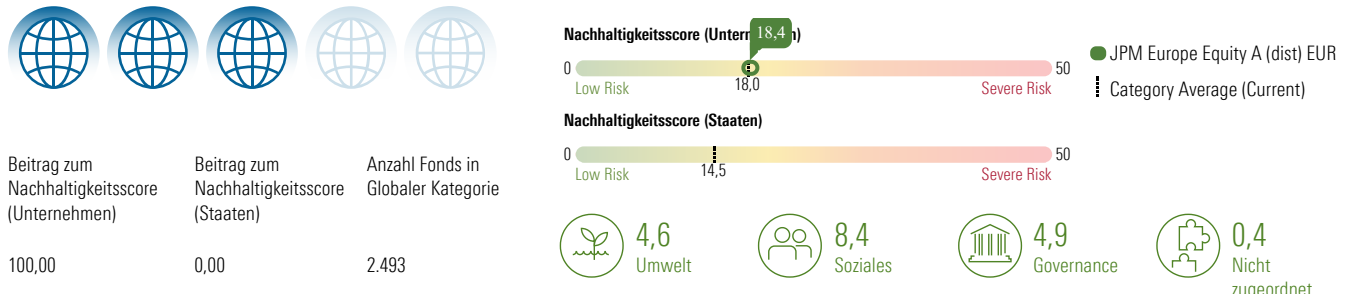 Beitrag zum
Nachhaltigkeitsscore
(Unternehmen)
100,00
Beitrag zum
Nachhaltigkeitsscore
(Staaten)
0,00
Anzahl Fonds in
Globaler Kategorie
2.493
Nachhaltigkeitsscore (Untern n)
18,4
0
50
Low Risk
18,0
Severe Risk
Nachhaltigkeitsscore (Staaten)
0
50
Low Risk
14,5
Severe Risk
JPM Europe Equity A (dist) EUR
Category Average (Current)
4,6
Umwelt
8,4
Soziales
4,9
Governance
0,4
Nicht
zugeordnet